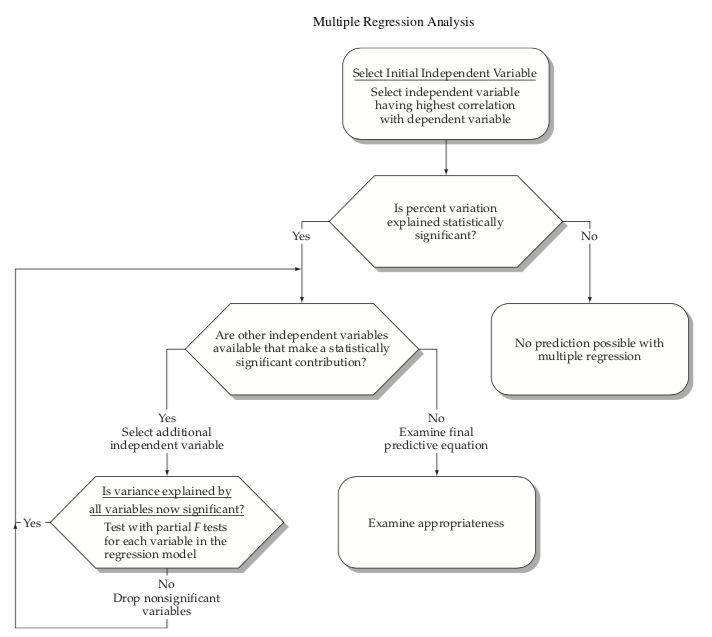 Multiple Regression Analysis
Select Initial Independent Variable
Select independent variable
having highest correlation
with dependent variable
Is percent variation
explained statistically
significant?
Yes
No
Are other independent variables
available that make a statistically
significant contribution?
No prediction possible with
multiple regression
Yes
Select additional
independent variable
No
Examine final
predictive equation
Is variance explained by
all variables now significant?
Test with partial F tests
for each variable in the
regression model
Yes
Examine appropriateness
No
Drop nonsignificant
variables